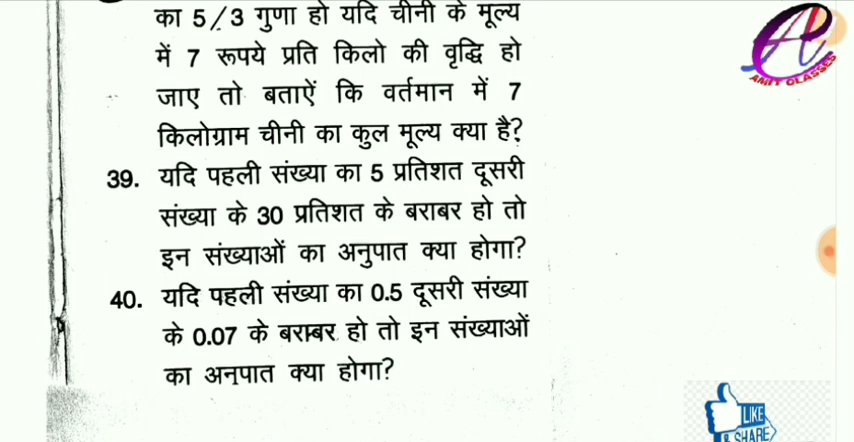 का 5/3 गुणा हो यदि चीनी के मूल्य
में 7 रूपये प्रति किलो की वृद्धि हो
जाए तो बताऐं कि वर्तमान में 7
किलोग्राम चीनी का कुल मूल्य क्या है?
39. यदि पहली संख्या का 5 प्रतिशत दूसरी
संख्या के 30 प्रतिशत के बराबर हो तो
इन संख्याओं का अनुपात क्या होगा?
40. यदि पहली संख्या का 0.5 दूसरी संख्या
के 0.07 के बराबर हो तो इन संख्याओं
का अनुपात क्या होगा?
AMIT CLASSES
LIKE
& SHARE